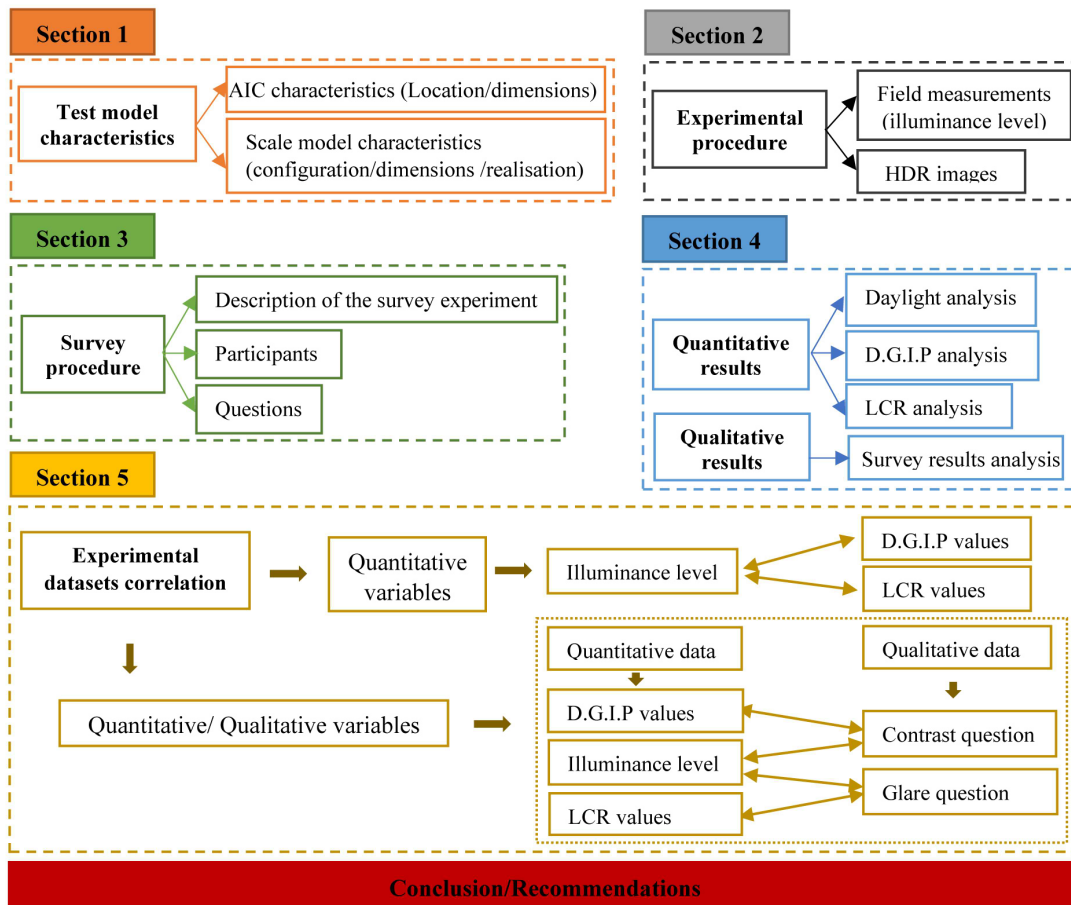 Section 1
Test model
characteristics
AIC characteristics (Location/dimensions)
Scale model characteristics
(configuration/dimensions /realisation)
Section 2
Experimental
procedure
Field measurements
(illuminance level)
HDR images
Section 3
Survey
procedure
Description of the survey experiment
Participants
Questions
Section 4
Quantitative
results
Daylight analysis
D.G.I.P analysis
LCR analysis
Qualitative
results
Survey results analysis
Section 5
Experimental
datasets correlation
Quantitative
variables
Illuminance level
D.G.I.P values
LCR values
Quantitative/ Qualitative variables
Quantitative data
Qualitative data
D.G.I.P values
Illuminance level
LCR values
Contrast question
Glare question
Conclusion/Recommendations